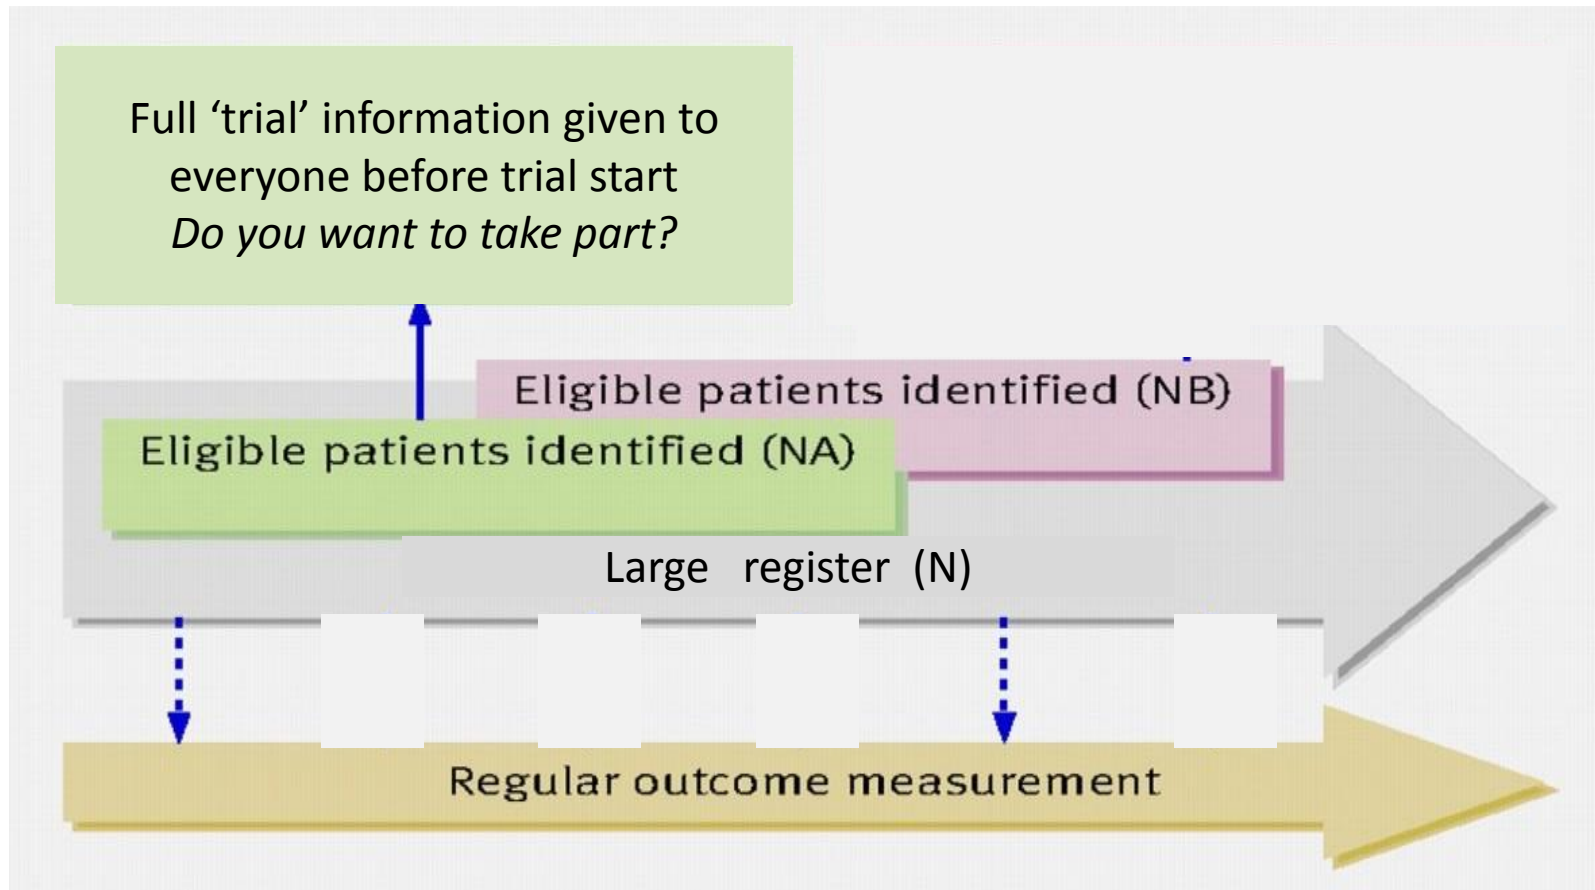 Full ‘trial’ information given to
everyone before trial start
Do you want to take part?
Eligible patients identified (NB)
Eligible patients identified (NA)
Large register (N)
Regular outcome measurement